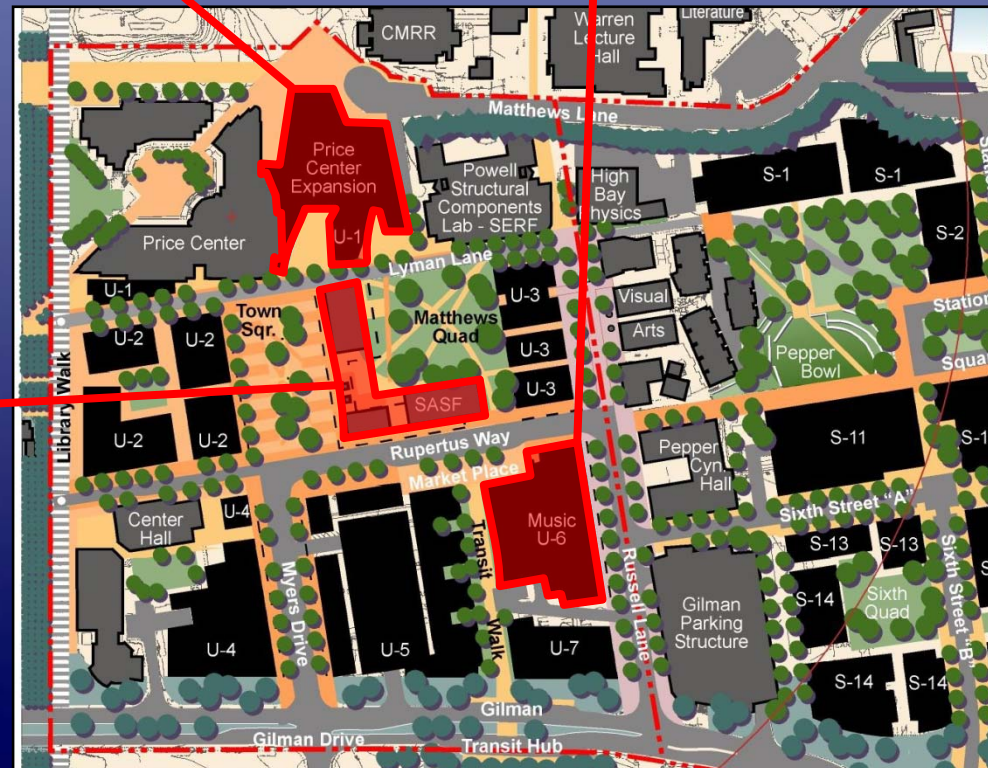 CMRR
Warren
Lecture
Hall
Literature
Matthews Lane
Price
Center
Expansion
U-1
Powell
Structural
Components
Lab - SERF
High
Bay
Physics
S-1
S-1
S-2
Price Center
Lyman Lane
U-1
Town
Sqr.
Matthews
Quad
U-3
U-3
U-3
Visual
Arts
Pepper
Bowl
Station
Square
Library Walk
U-2
U-2
U-2
U-2
SASF
Rupertus Way
Market Place
Pepper
Cyn.
Hall
S-11
Sixth Street "A"
Center
Hall
U-4
Music
U-6
Transit
Walk
Russell Lane
Myers Drive
S-13
S-13
S-14
Sixth
Quad
Sixth Street "B"
Gilman
Parking
Structure
U-4
U-5
U-7
S-14
S-14
Gilman
Gilman Drive
Transit Hub